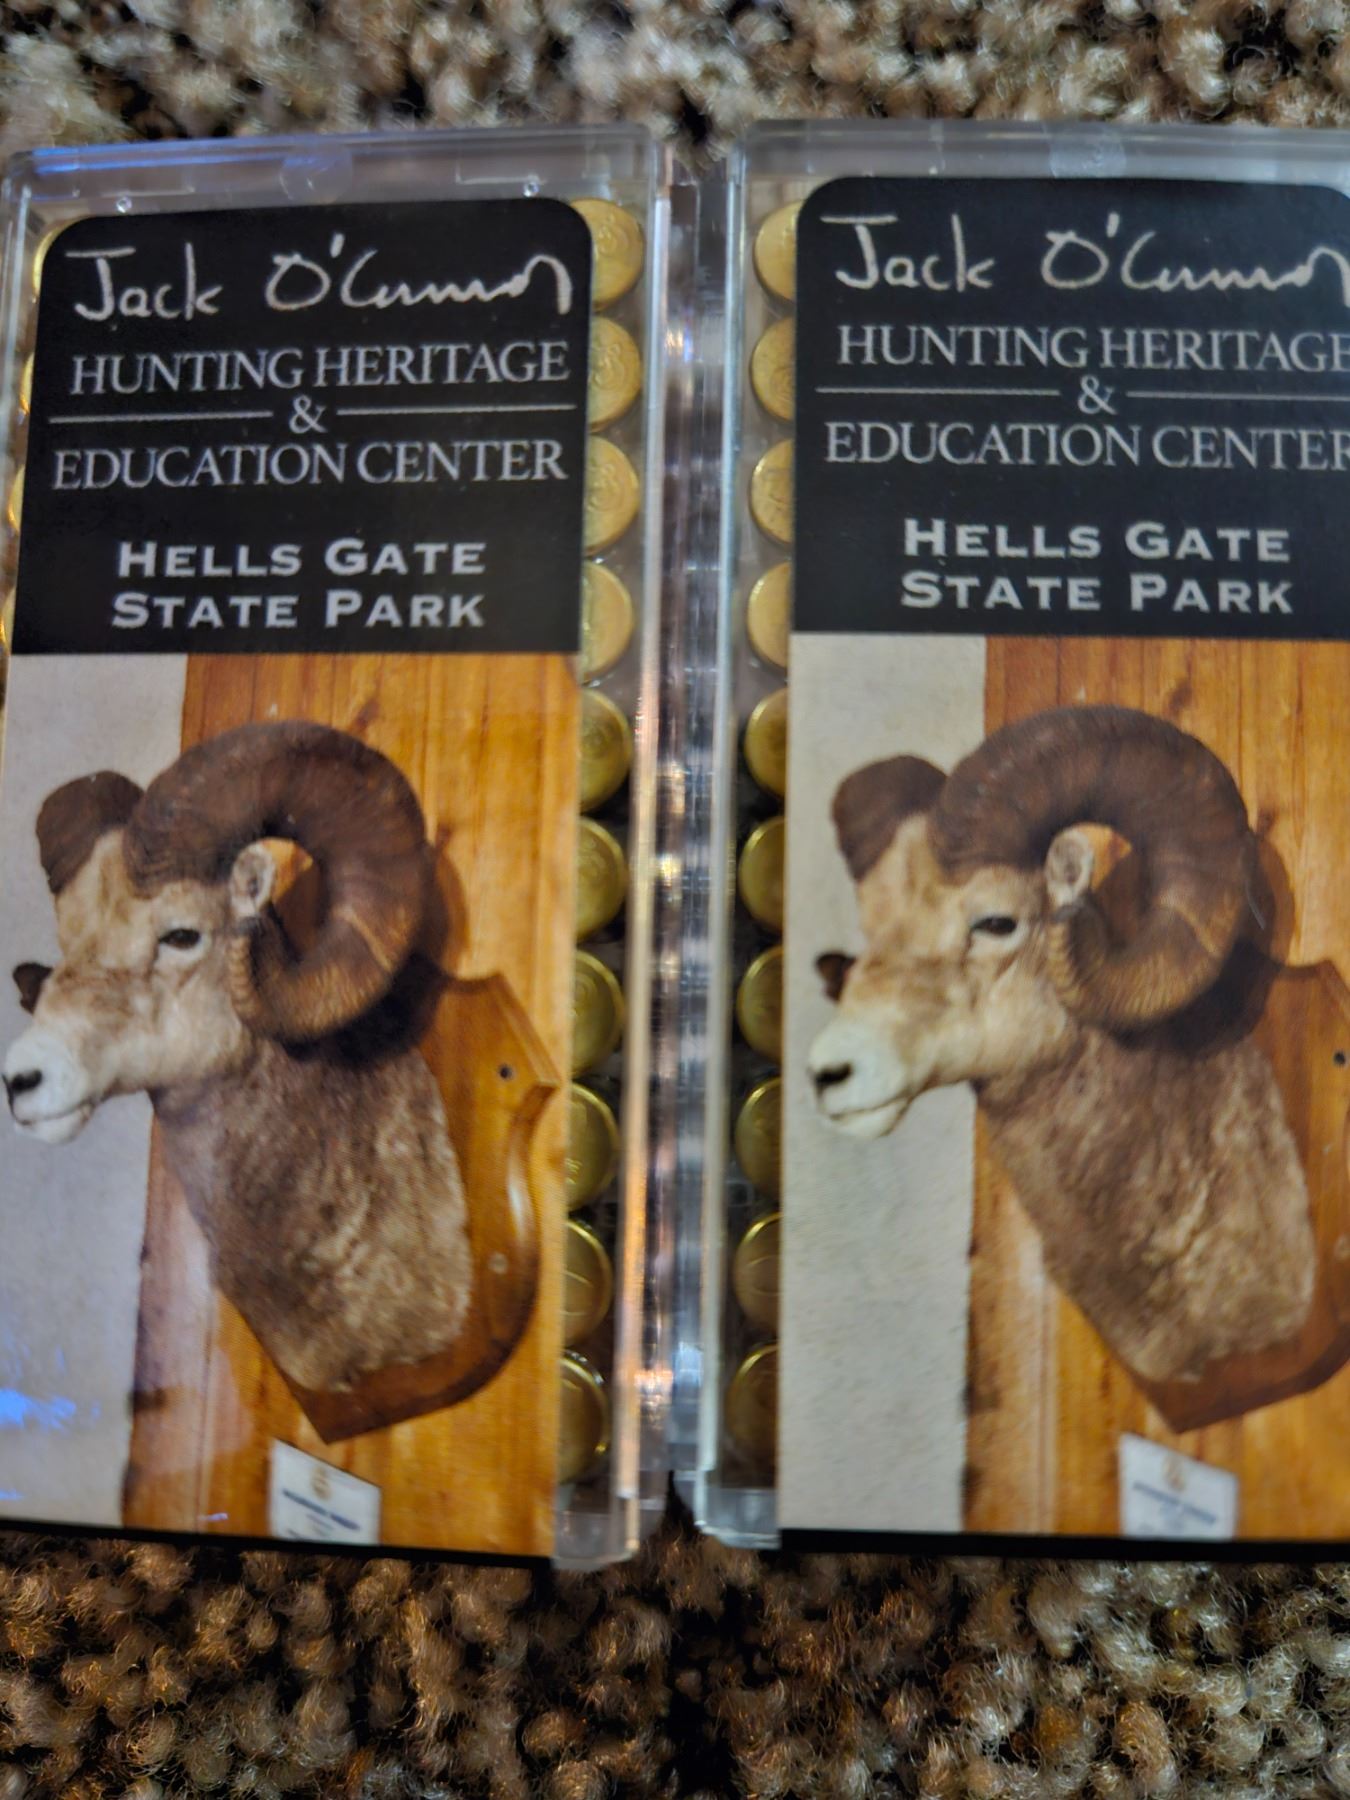 Jack O'Connor
HUNTING HERITAGE
&
EDUCATION CENTER
HELLS GATE
STATE PARK
Jack O'Connor
HUNTING HERITAGE
&
EDUCATION CENTER
HELLS GATE
STATE PARK